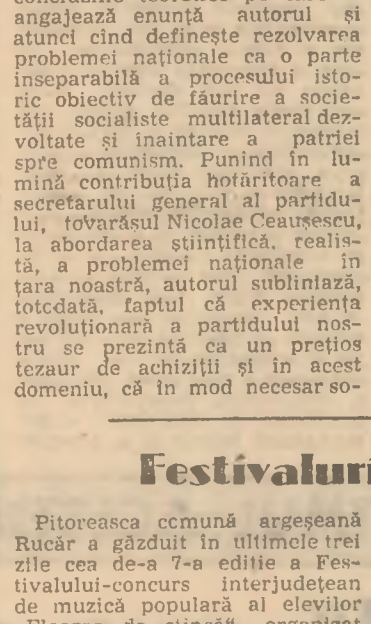 angajează enunță autorul și
atunci cînd definește rezolvarea
problemei naționale ca o parte
inseparabilă a procesului isto-
ric obiectiv de făurire a socie-
tății socialiste multilateral dez-
voltate și înaintare a patriei
spre comunism. Punînd în lu-
mină contribuția hotărîtoare a
secretarului general al partidu-
lui, tovarășul Nicolae Ceaușescu,
la abordarea științifică, realis-
tă, a problemei naționale în
țara noastră, autorul subliniază,
totcdată, faptul că experiența
revoluționară a partidului nos-
tru se prezintă ca un prețios
tezaur de achiziții și în acest
domeniu, că în mod necesar so-
Festivaluri
Pitoreasca ccmună argeșeană
Rucăr a găzduit în ultimele trei
zile cea de-a 7-a ediție a Fes-
tivalului-concurs interjudețean
de muzică populară al elevilor